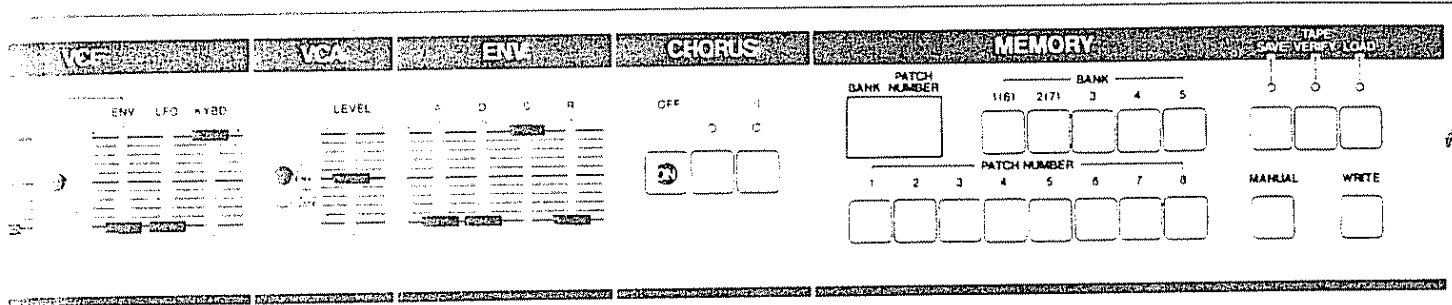 VCF VCA ENV CHORUS MEMORY TAPE
SAVE VERIFY LOAD
ENV LFO KYBD
LEVEL
A D S R
OFF I II
PATCH
BANK NUMBER
BANK
1(6) 2(7) 3 4 5
PATCH NUMBER
1 2 3 4 5 6 7 8
MANUAL WRITE